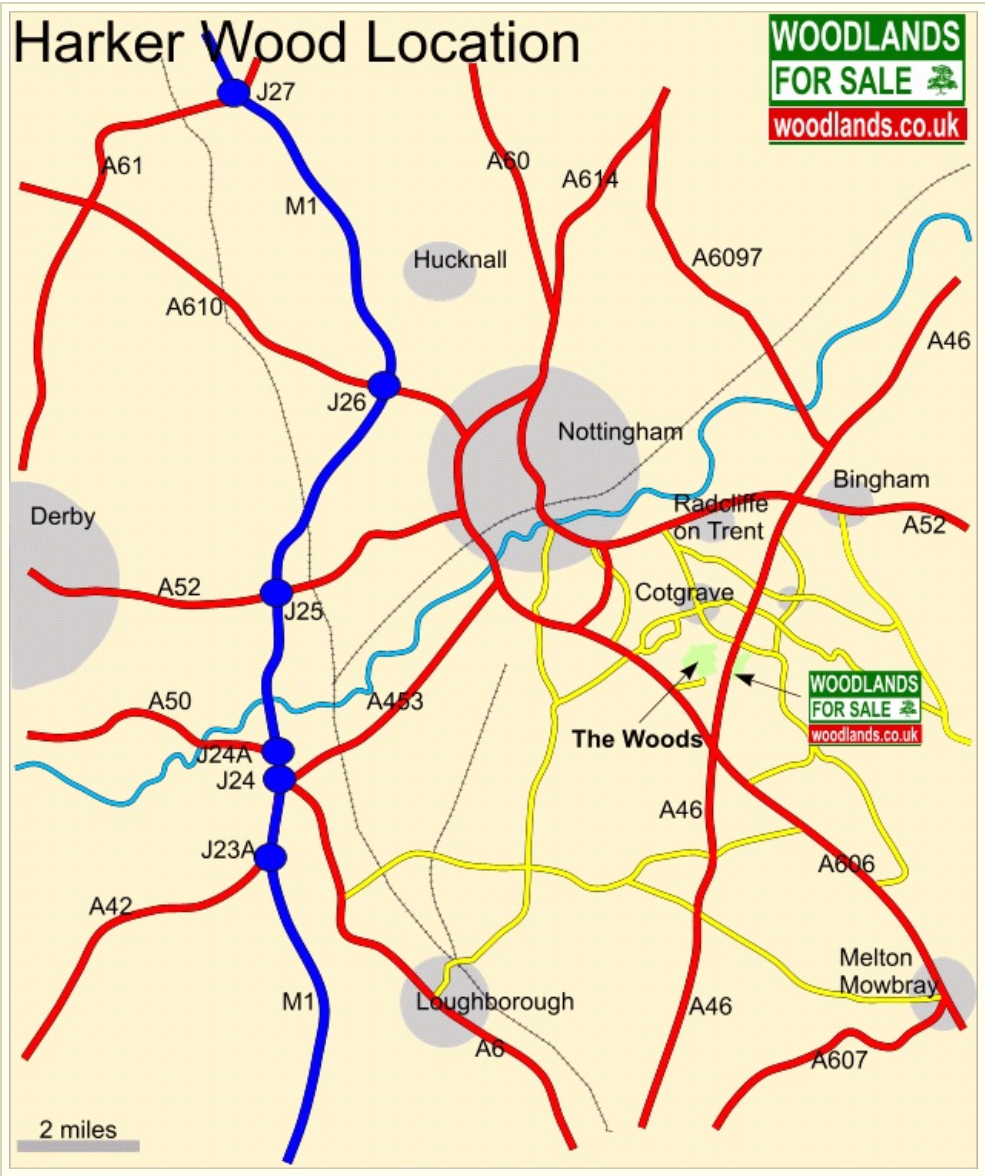 Harker Wood Location
WOODLANDS
FOR SALE
woodlands.co.uk
J27
A60
A61
A614
M1
Hucknall
A6097
A610
A46
J26
Nottingham
Bingham
Derby
Radcliffe
on Trent
A52
A52
Cotgrave
J25
WOODLANDS
FOR SALE
woodlands.co.uk
A50
A453
The Woods
J24A
J24
A46
J23A
A606
A42
Melton
Mowbray
M1
Loughborough
A46
A6
A607
2 miles